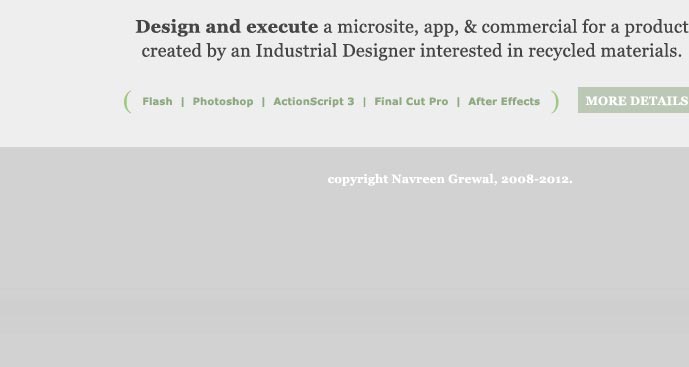 Design and execute a microsite, app, & commercial for a product
created by an Industrial Designer interested in recycled materials.
( Flash | Photoshop | ActionScript 3 | Final Cut Pro | After Effects ) MORE DETAILS
copyright Navreen Grewal, 2008-2012.